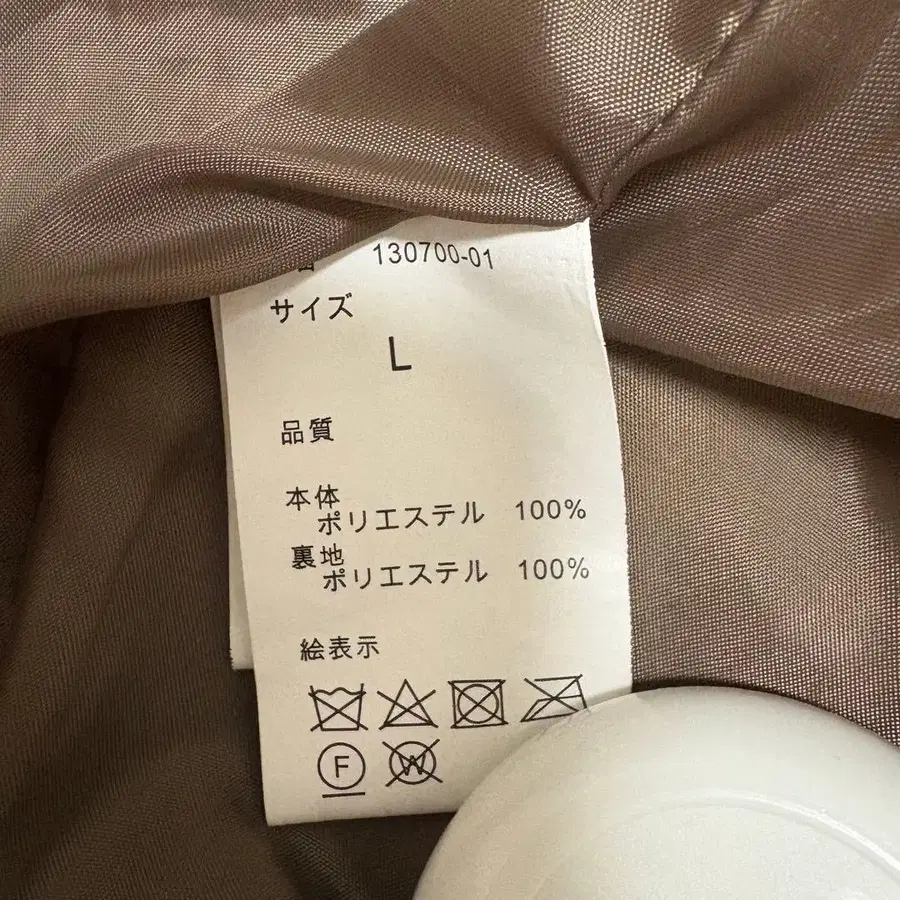 130700-01
サイズ
L
品質
本体
ポリエステル 100%
裏地
ポリエステル 100%
絵表示
F
W